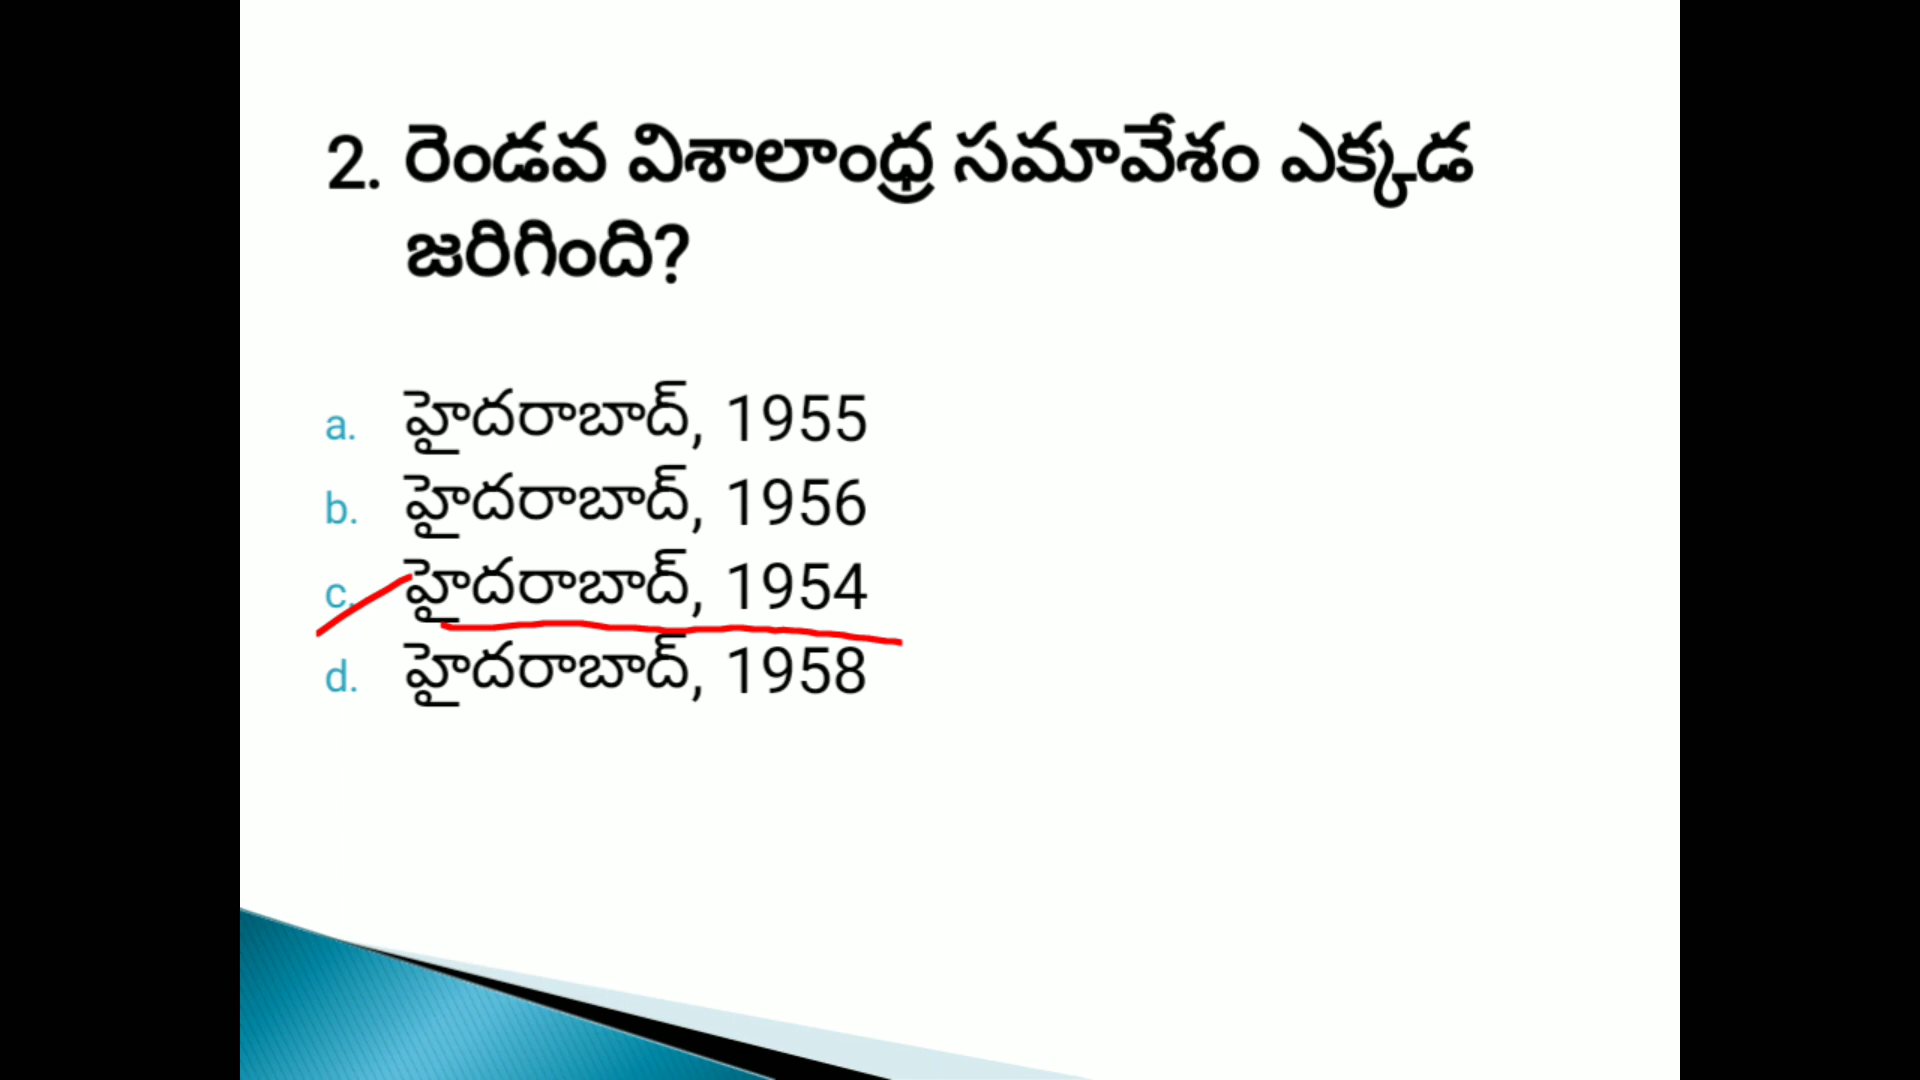 2. రెండవ విశాలాంధ్ర సమావేశం ఎక్కడ
జరిగింది?
a. హైదరాబాద్, 1955
b. హైదరాబాద్, 1956
c. హైదరాబాద్, 1954
d. హైదరాబాద్, 1958